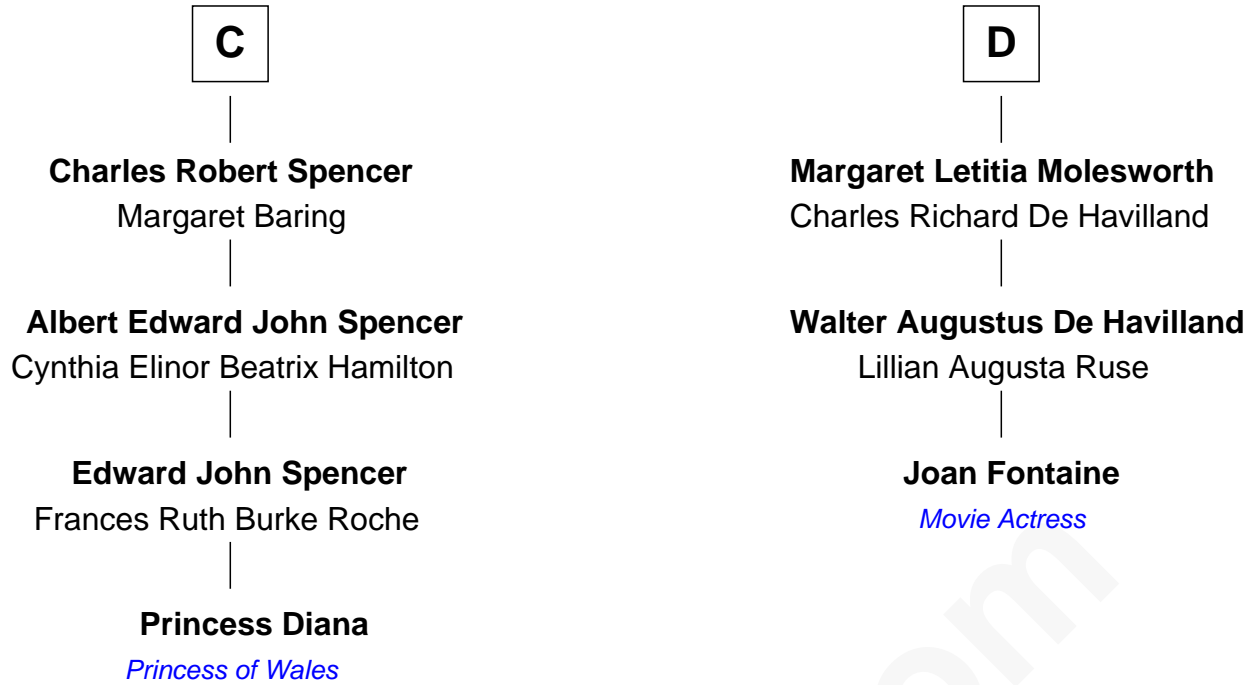 C
Charles Robert Spencer
Margaret Baring
Albert Edward John Spencer
Cynthia Elinor Beatrix Hamilton
Edward John Spencer
Frances Ruth Burke Roche
Princess Diana
Princess of Wales
D
Margaret Letitia Molesworth
Charles Richard De Havilland
Walter Augustus De Havilland
Lillian Augusta Ruse
Joan Fontaine
Movie Actress
om